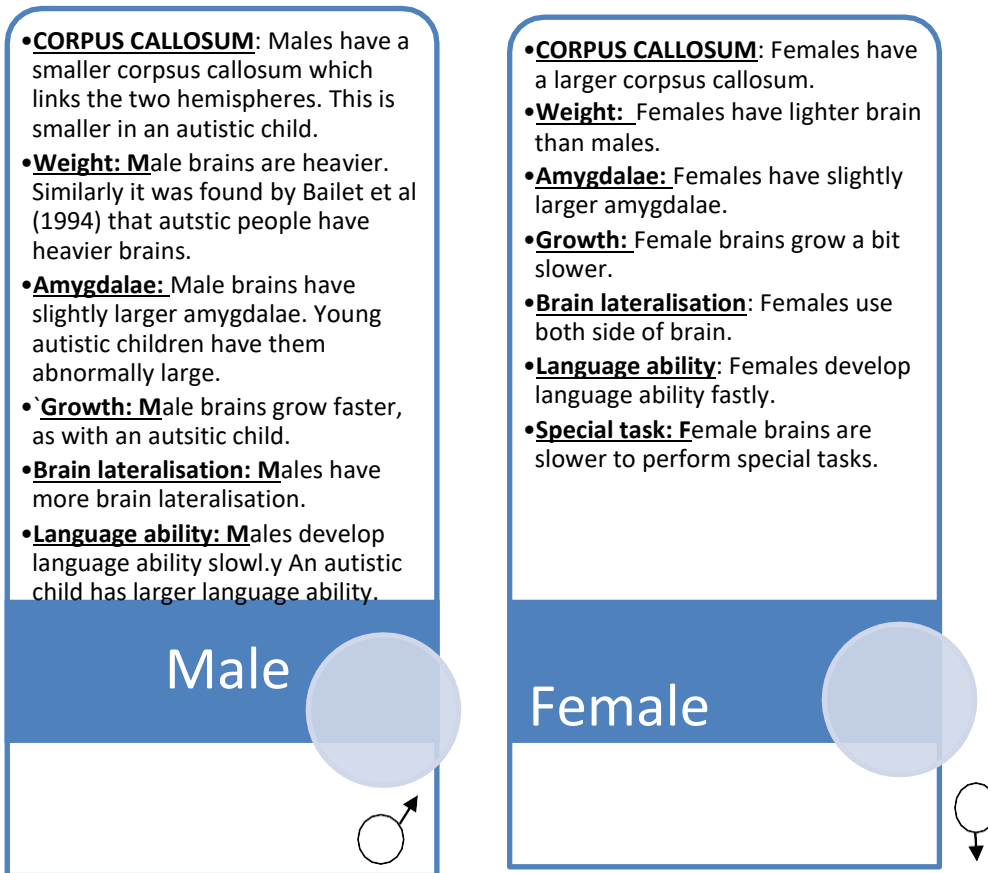 •CORPUS CALLOSUM: Males have a
smaller corpsus callosum which
links the two hemispheres. This is
smaller in an autistic child.
•Weight: Male brains are heavier.
Similarly it was found by Bailet et al
(1994) that autstic people have
heavier brains.
•Amygdalae: Male brains have
slightly larger amygdalae. Young
autistic children have them
abnormally large.
•`Growth: Male brains grow faster,
as with an autsitic child.
•Brain lateralisation: Males have
more brain lateralisation.
•Language ability: Males develop
language ability slowl.y An autistic
child has larger language ability.
Male
•CORPUS CALLOSUM: Females have
a larger corpsus callosum.
•Weight: Females have lighter brain
than males.
•Amygdalae: Females have slightly
larger amygdalae.
•Growth: Female brains grow a bit
slower.
•Brain lateralisation: Females use
both side of brain.
•Language ability: Females develop
language ability fastly.
•Special task: Female brains are
slower to perform special tasks.
Female